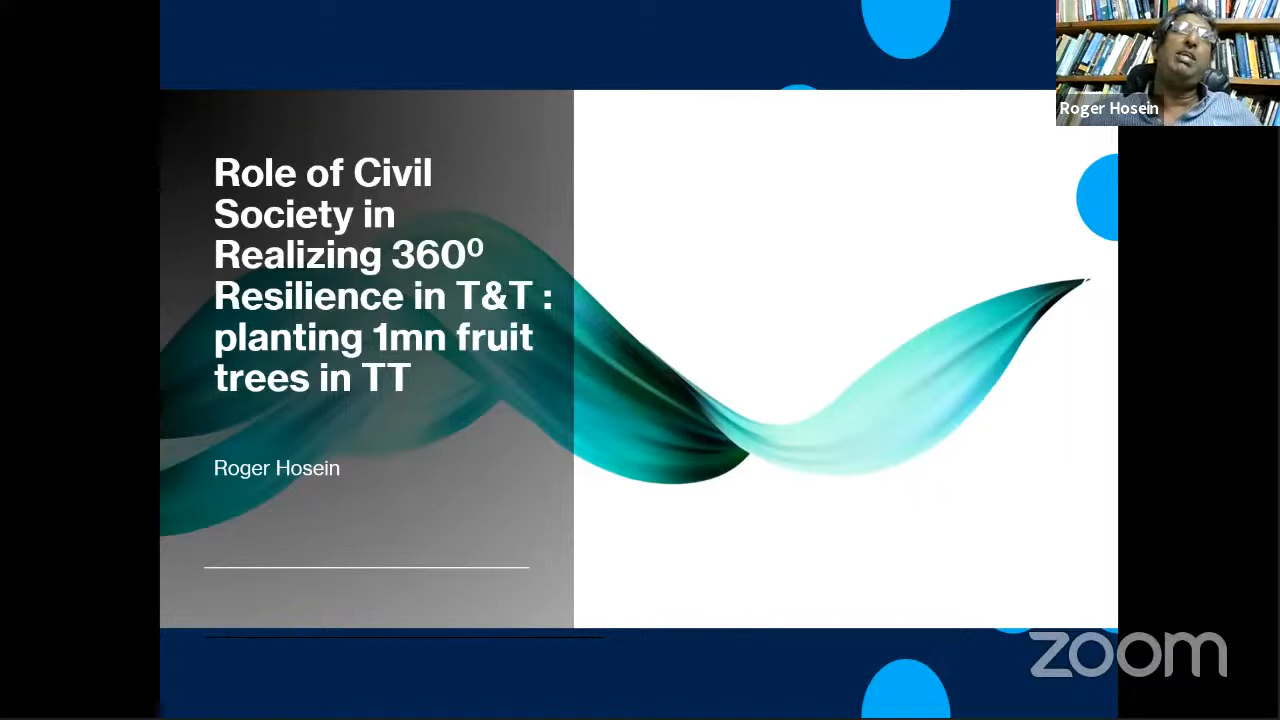 Role of Civil
Society in
Realizing 360⁰
Resilience in T&T :
planting 1mn fruit
trees in TT
Roger Hosein
Roger Hosein
zoom